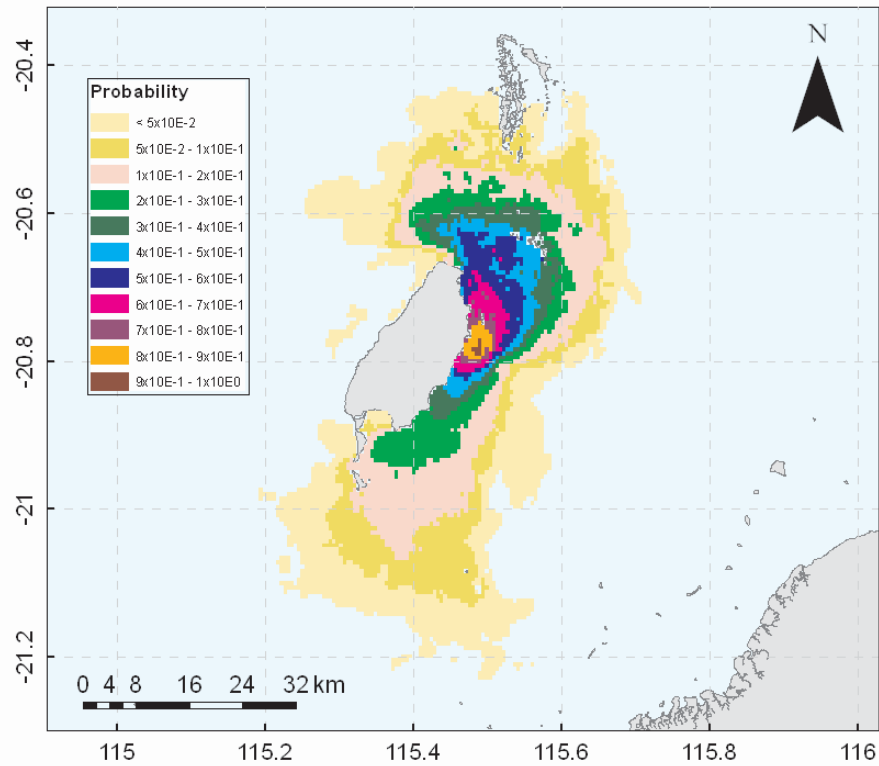 N
-20.4
-20.6
-20.8
-21
-21.2
Probability
< 5x10E-2
5x10E-2 - 1x10E-1
1x10E-1 - 2x10E-1
2x10E-1 - 3x10E-1
3x10E-1 - 4x10E-1
4x10E-1 - 5x10E-1
5x10E-1 - 6x10E-1
6x10E-1 - 7x10E-1
7x10E-1 - 8x10E-1
8x10E-1 - 9x10E-1
9x10E-1 - 1x10E0
0 4 8 16 24 32 km
115 115.2 115.4 115.6 115.8 116